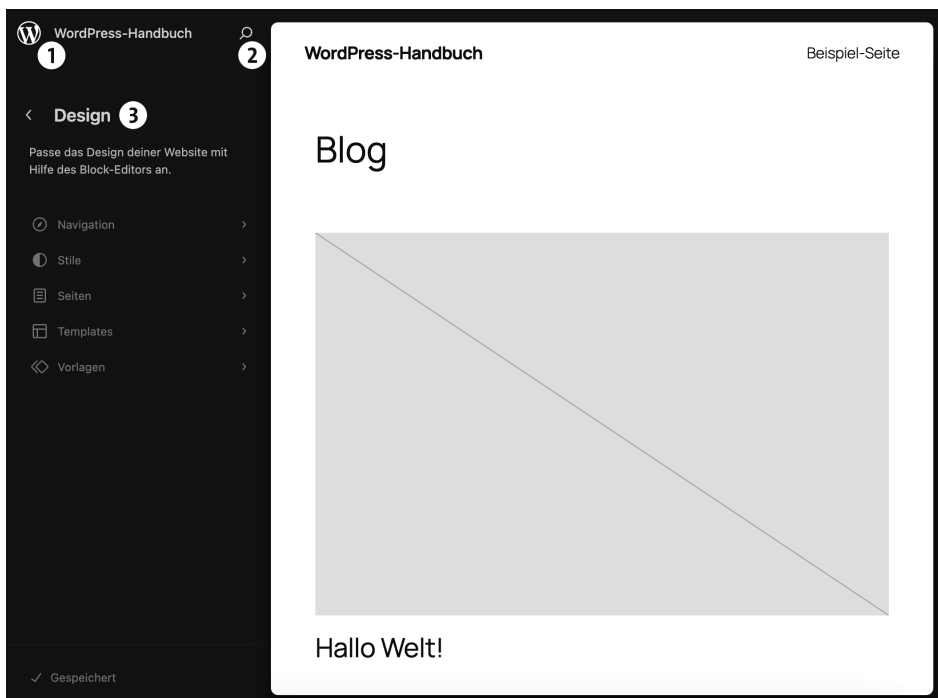 WordPress-Handbuch
1
2
Design 3
Passe das Design deiner Website mit
Hilfe des Block-Editors an.
Navigation
Stile
Seiten
Templates
Vorlagen
Gespeichert
WordPress-Handbuch
Beispiel-Seite
Blog
Hallo Welt!